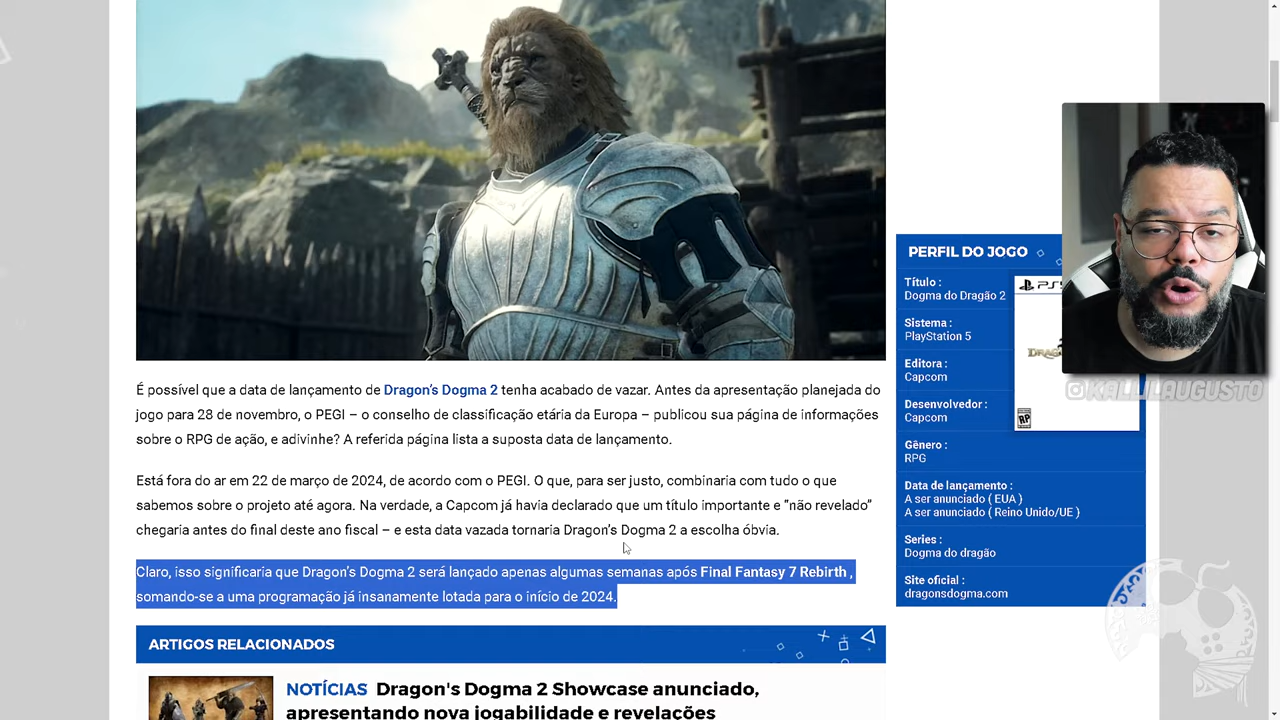 É possível que a data de lançamento de Dragon's Dogma 2 tenha acabado de vazar. Antes da apresentação planejada do
jogo para 28 de novembro, o PEGI – o conselho de classificação etária da Europa – publicou sua página de informações
sobre o RPG de ação, e adivinhe? A referida página lista a suposta data de lançamento.
Está fora do ar em 22 de março de 2024, de acordo com o PEGI. O que, para ser justo, combinaria com tudo o que
sabemos sobre o projeto até agora. Na verdade, a Capcom já havia declarado que um título importante e “não revelado”
chegaria antes do final deste ano fiscal – e esta data vazada tornaria Dragon's Dogma 2 a escolha óbvia.
Claro, isso significaria que Dragon's Dogma 2 será lançado apenas algumas semanas após Final Fantasy 7 Rebirth ,
somando-se a uma programação já insanamente lotada para o início de 2024.
ARTIGOS RELACIONADOS
NOTÍCIAS Dragon's Dogma 2 Showcase anunciado,
apresentando nova jogabilidade e revelações
PERFIL DO JOGO
Título :
Dogma do Dragão 2
Sistema :
PlayStation 5
Editora :
Capcom
Desenvolvedor :
Capcom
Gênero :
RPG
Data de lançamento :
A ser anunciado ( EUA )
A ser anunciado ( Reino Unido/UE )
Series :
Dogma do dragão
Site oficial :
dragonsdogma.com
RP
@KALLILAUGUSTO